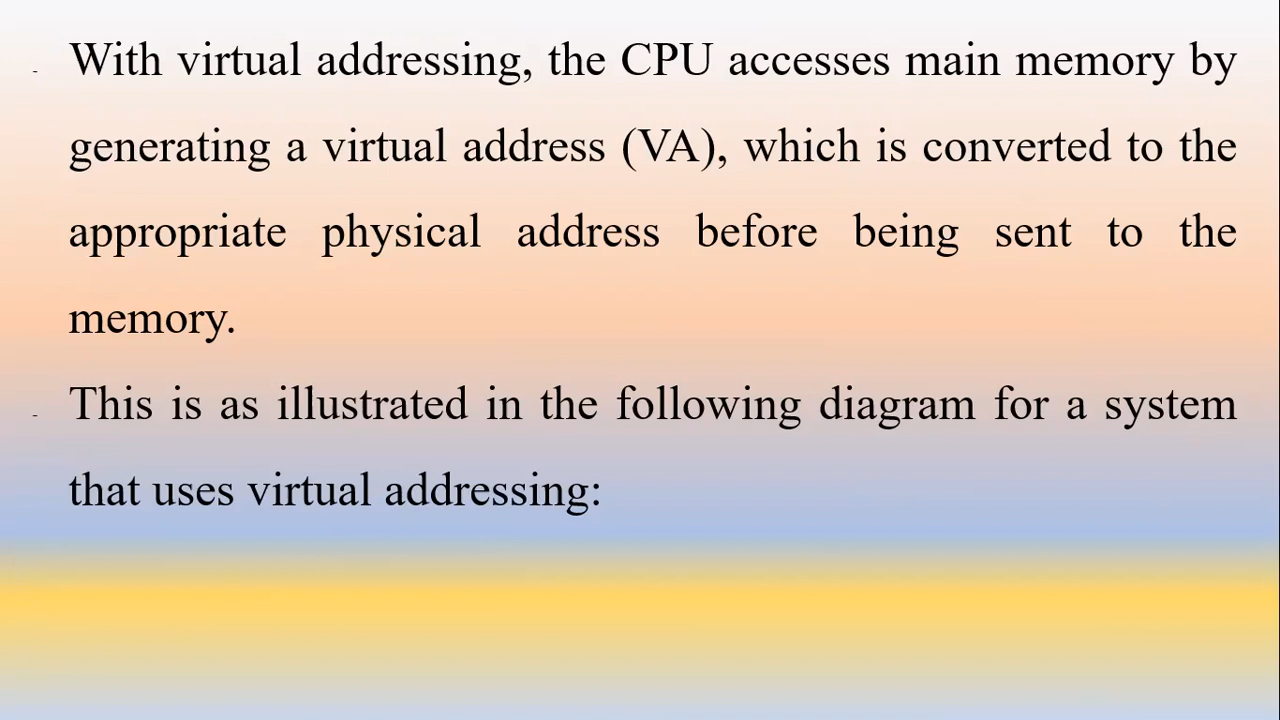 - With virtual addressing, the CPU accesses main memory by
generating a virtual address (VA), which is converted to the
appropriate physical address before being sent to the
memory.
- This is as illustrated in the following diagram for a system
that uses virtual addressing: